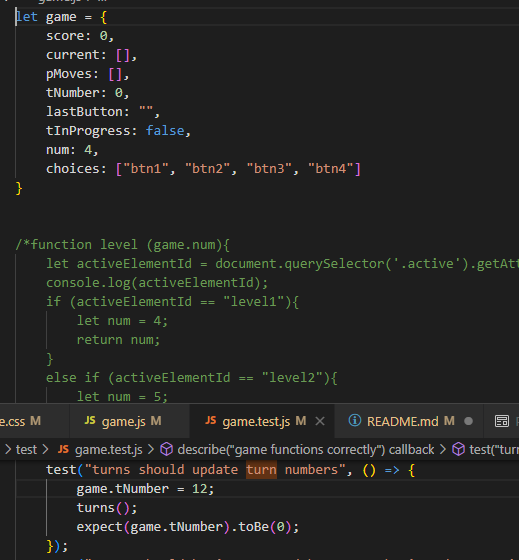 let game = {
score: 0,
current: [],
pMoves: [],
tNumber: 0,
lastButton: "",
tInProgress: false,
num: 4,
choices: ["btn1", "btn2", "btn3", "btn4"]
}
/*function level (game.num){
let activeElementId = document.querySelector('.active').getAtt
console.log(activeElementId);
if (activeElementId == "level1"){
let num = 4;
return num;
}
else if (activeElementId == "level2"){
let num = 5;
e.css M JS game.js M JS game.test.js M × README.md M ●
> test > JS game.test.js > describe("game functions correctly") callback > test("turn
test("turns should update turn numbers", () => {
game.tNumber = 12;
turns();
expect(game.tNumber).toBe(0);
});